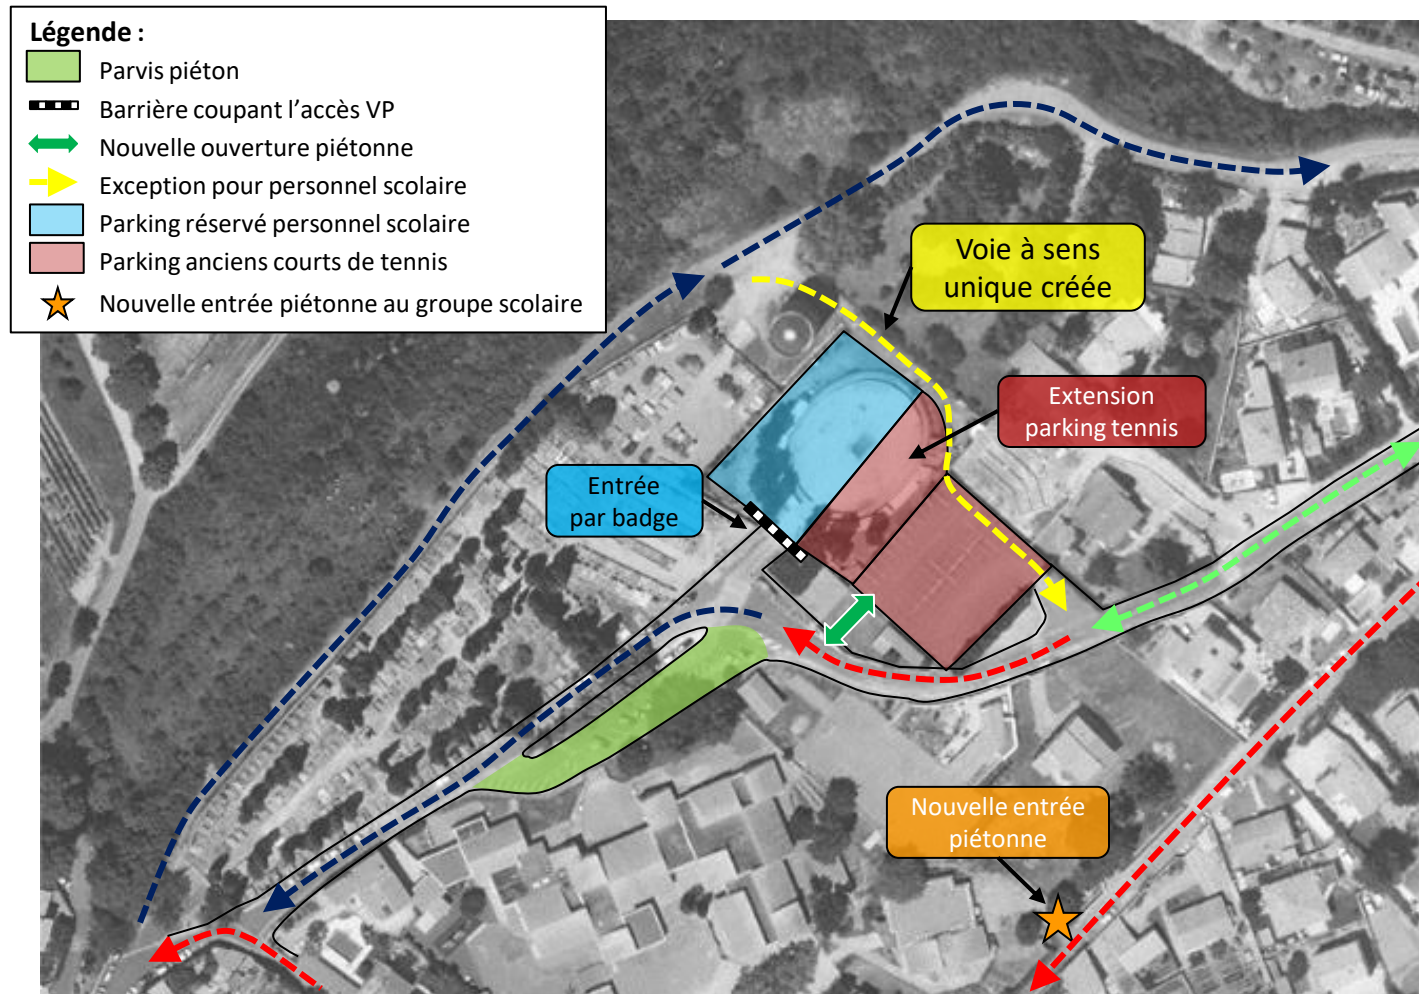 Légende :
Parvis piéton
Barrière coupant l'accès VP
Nouvelle ouverture piétonne
Exception pour personnel scolaire
Parking réservé personnel scolaire
Parking anciens courts de tennis
Nouvelle entrée piétonne au groupe scolaire
Voie à sens
unique créée
Extension
parking tennis
Entrée
par badge
Nouvelle entrée
piétonne